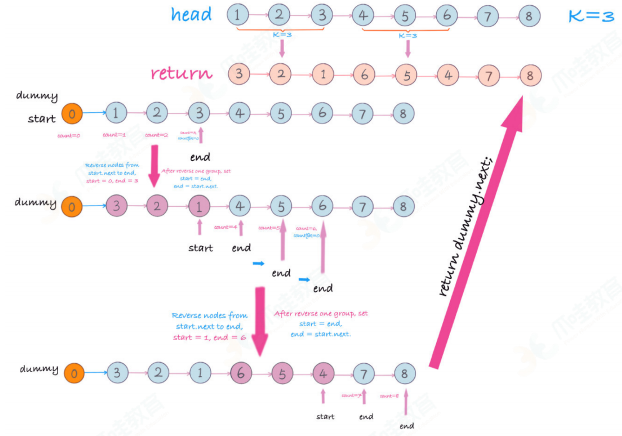 head 1 2 3 4 5 6 7 8 K=3
K=3 K=3
return 3 2 1 6 5 4 7 8
dummy
start
0 1 2 3 4 5 6 7 8
count=0 count=1 count=2
end
Reverse nodes from
start.next to end,
start = 0, end = 3
After reverse one group, set
start = end,
end = start.next
dummy 0 3 2 1 4 5 6 7 8
count=4 count=5 count=6,
start end end end
Reverse nodes from
start.next to end,
start = 1, end = 6
After reverse one group, set
start = end,
end = start.next.
return dummy.next;
dummy 0 3 2 1 6 5 4 7 8
count=7 count=8
start end end